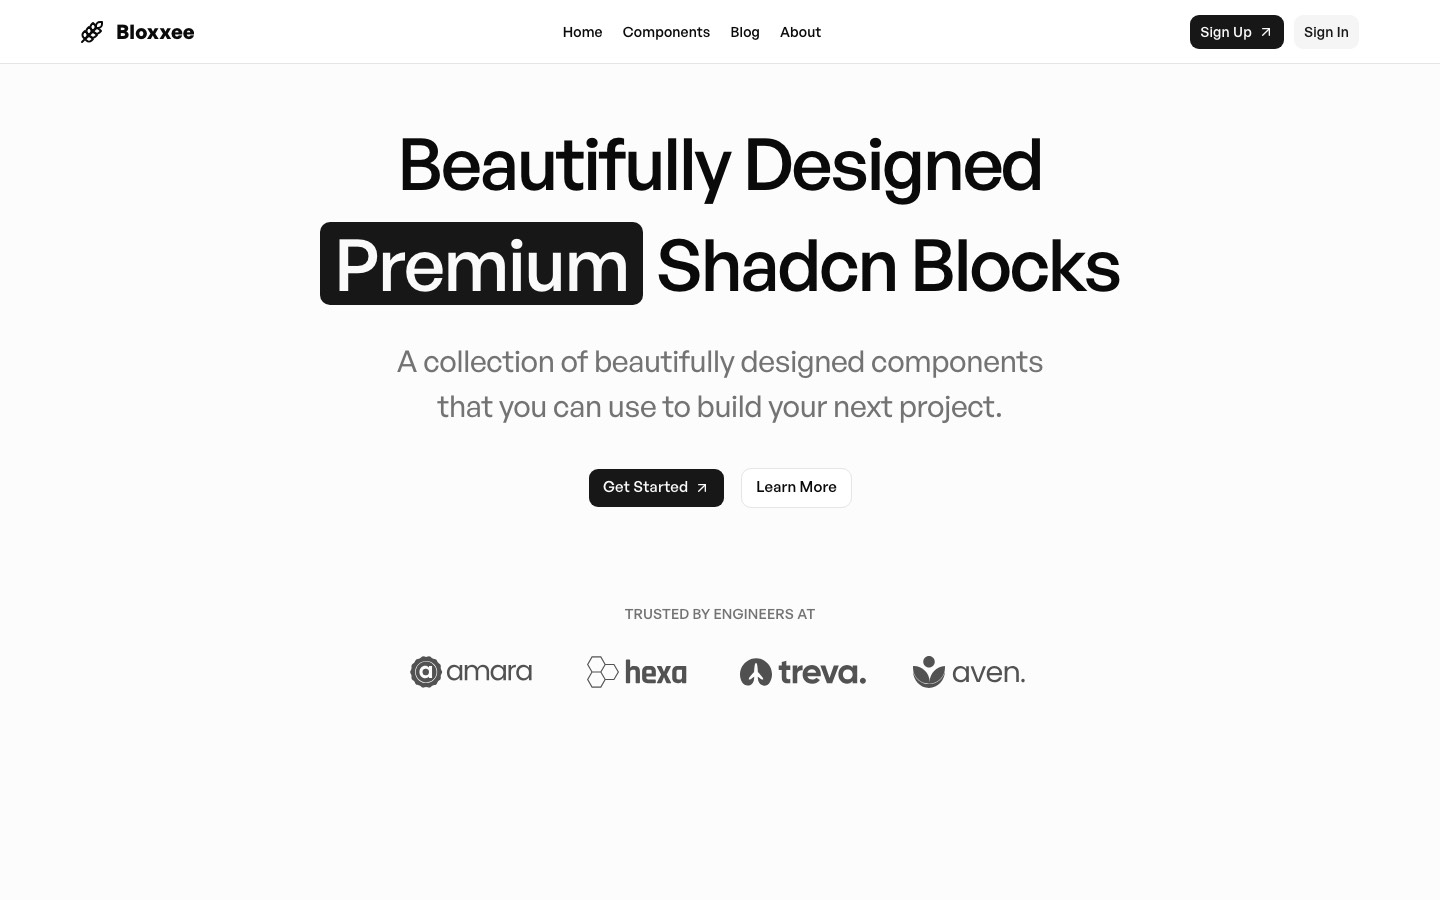 Bloxxee
Home Components Blog About
Sign Up Sign In
Beautifully Designed
Premium Shadcn Blocks
A collection of beautifully designed components
that you can use to build your next project.
Get Started Learn More
TRUSTED BY ENGINEERS AT
amara hexa treva. aven.